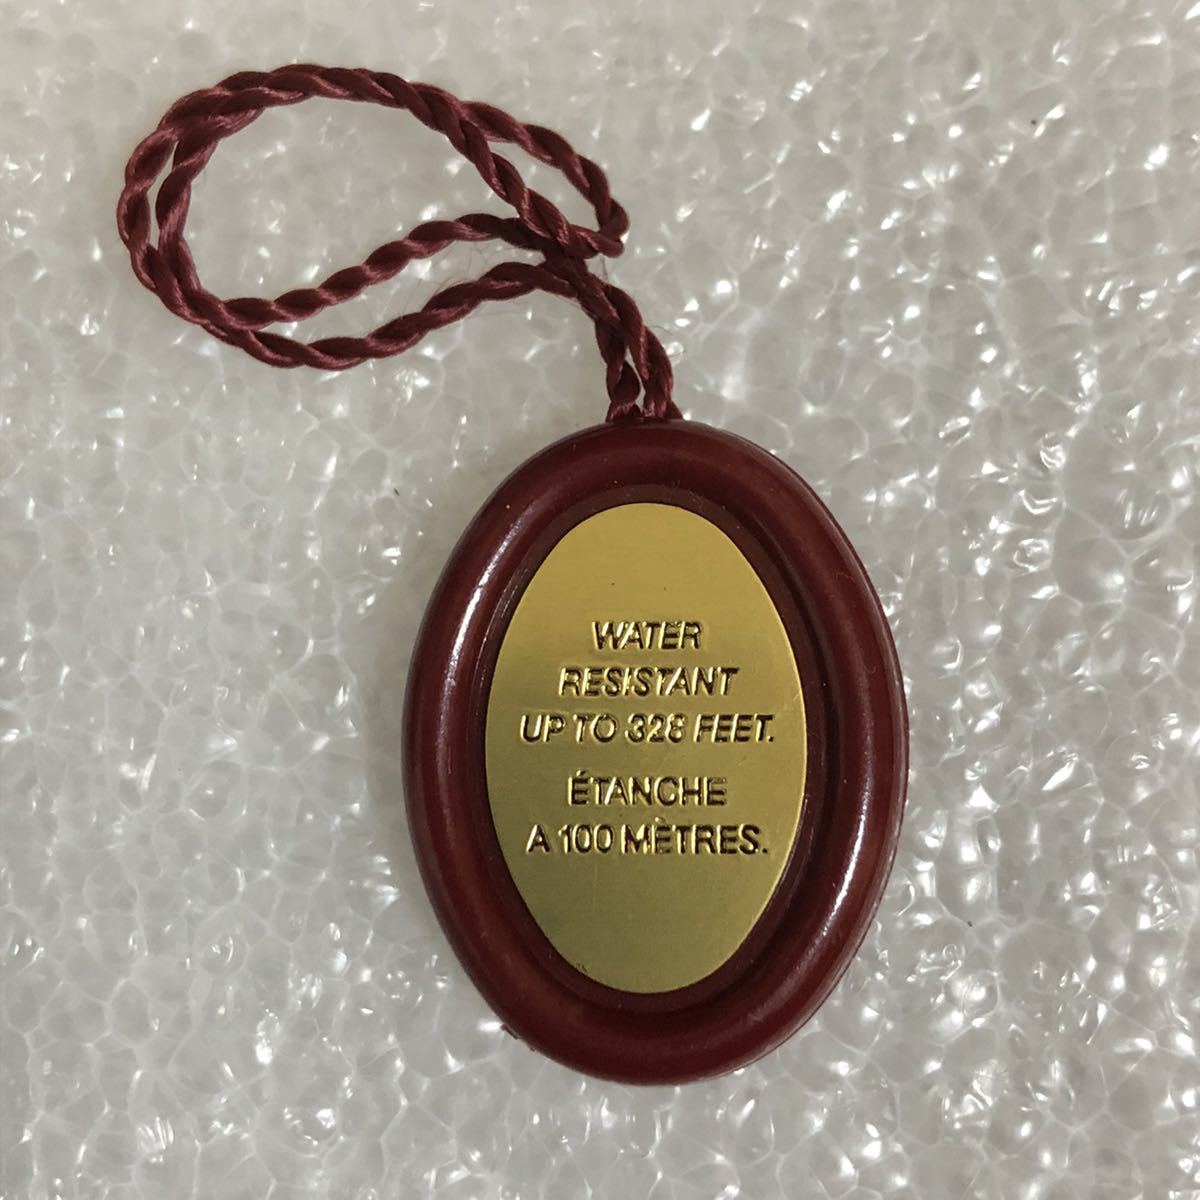 WATER
RESISTANT
UP TO 328 FEET.
ÉTANCHE
A 100 MÈTRES.